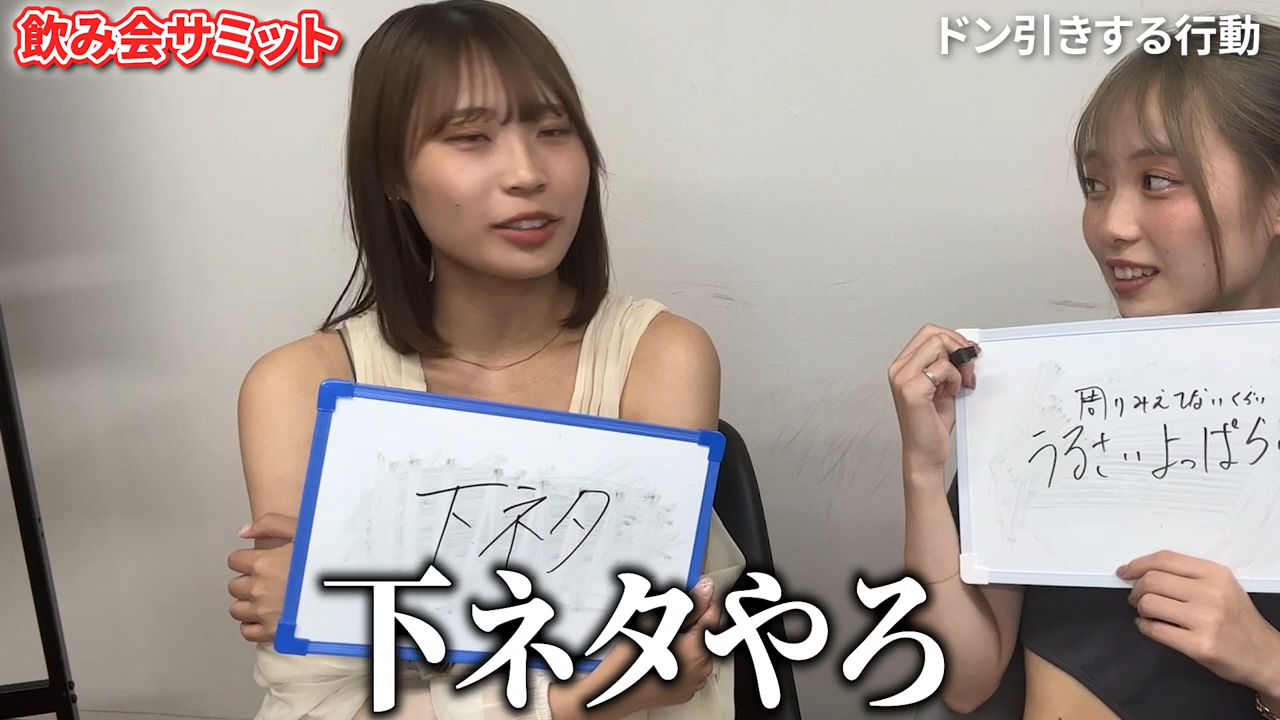 飲み会サミット
ドン引きする行動
下ネタ
周りみえてないくらい
うるさいよっぱらい
下ネタやろ